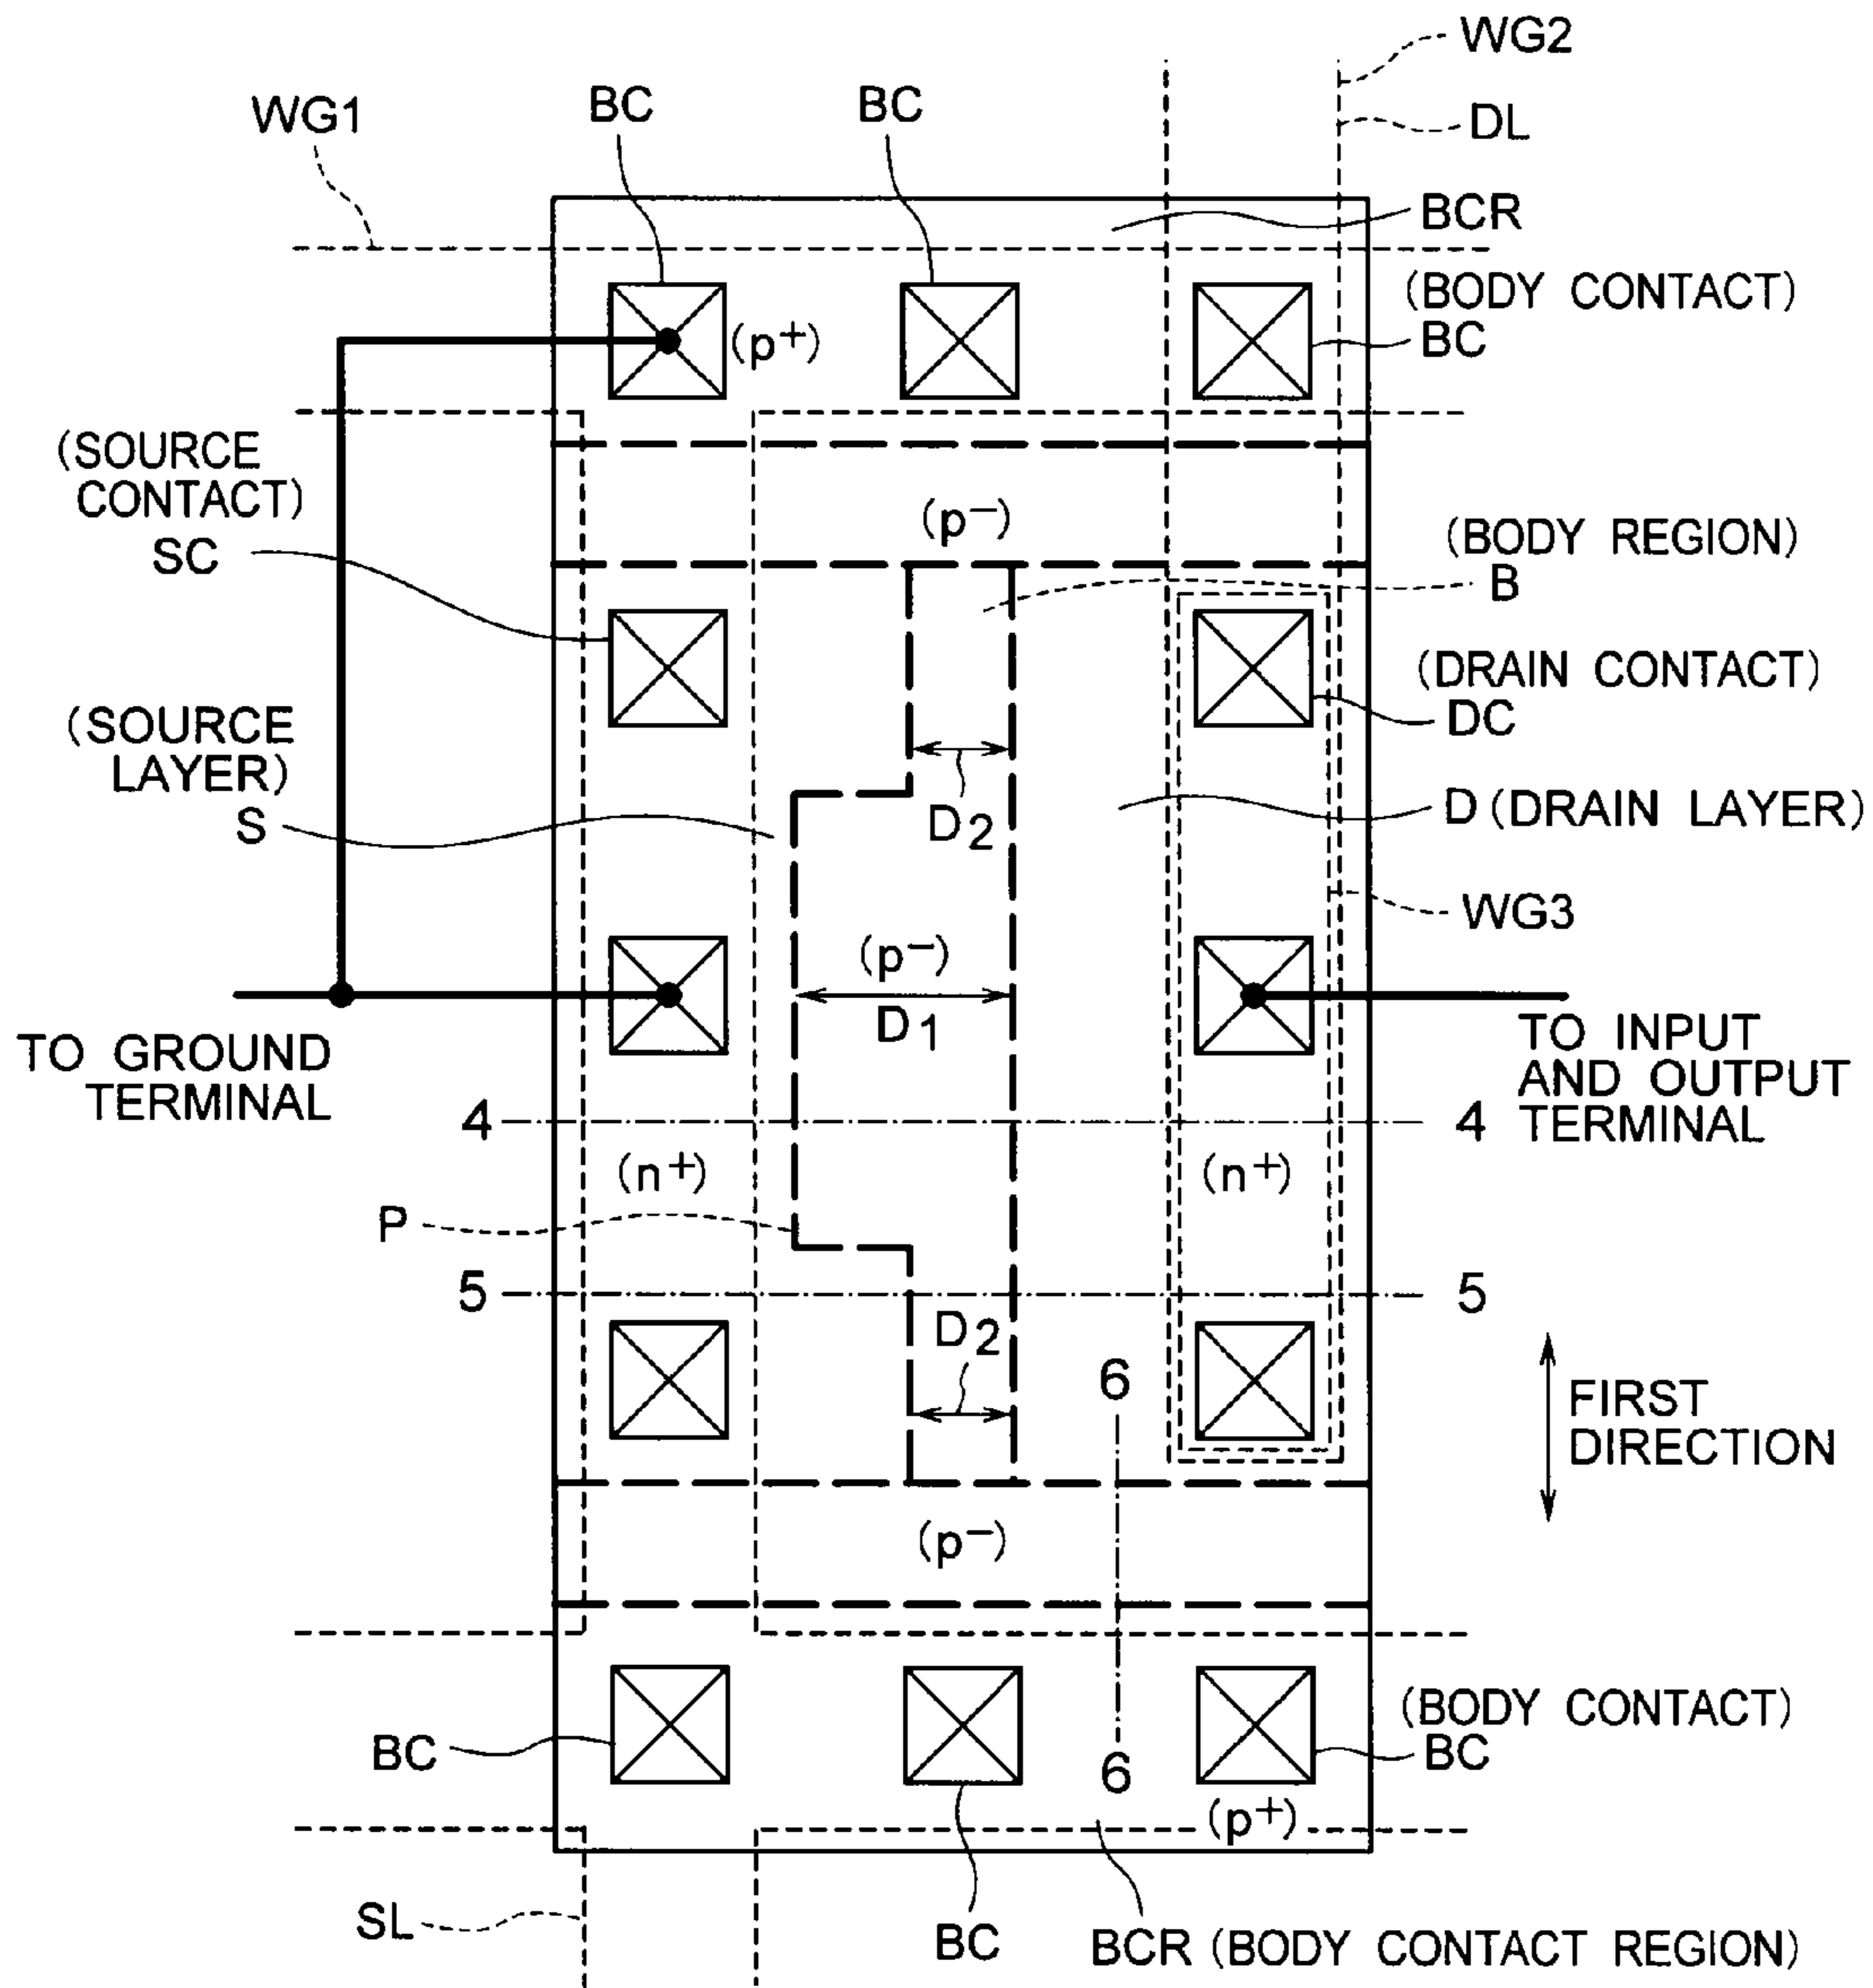 WG2
DL
WG1
BC
BC
BCR
(BODY CONTACT)
BC
(p+)
(SOURCE
CONTACT)
SC
(p−)
(BODY REGION)
B
(DRAIN CONTACT)
DC
(SOURCE
LAYER)
S
D2
D (DRAIN LAYER)
WG3
(p−)
D1
TO GROUND
TERMINAL
TO INPUT
AND OUTPUT
TERMINAL
4
4
(n+)
(n+)
P
5
5
D2
6
FIRST
DIRECTION
(p−)
BC
6
(BODY CONTACT)
BC
(p+)
SL
BC
BCR (BODY CONTACT REGION)